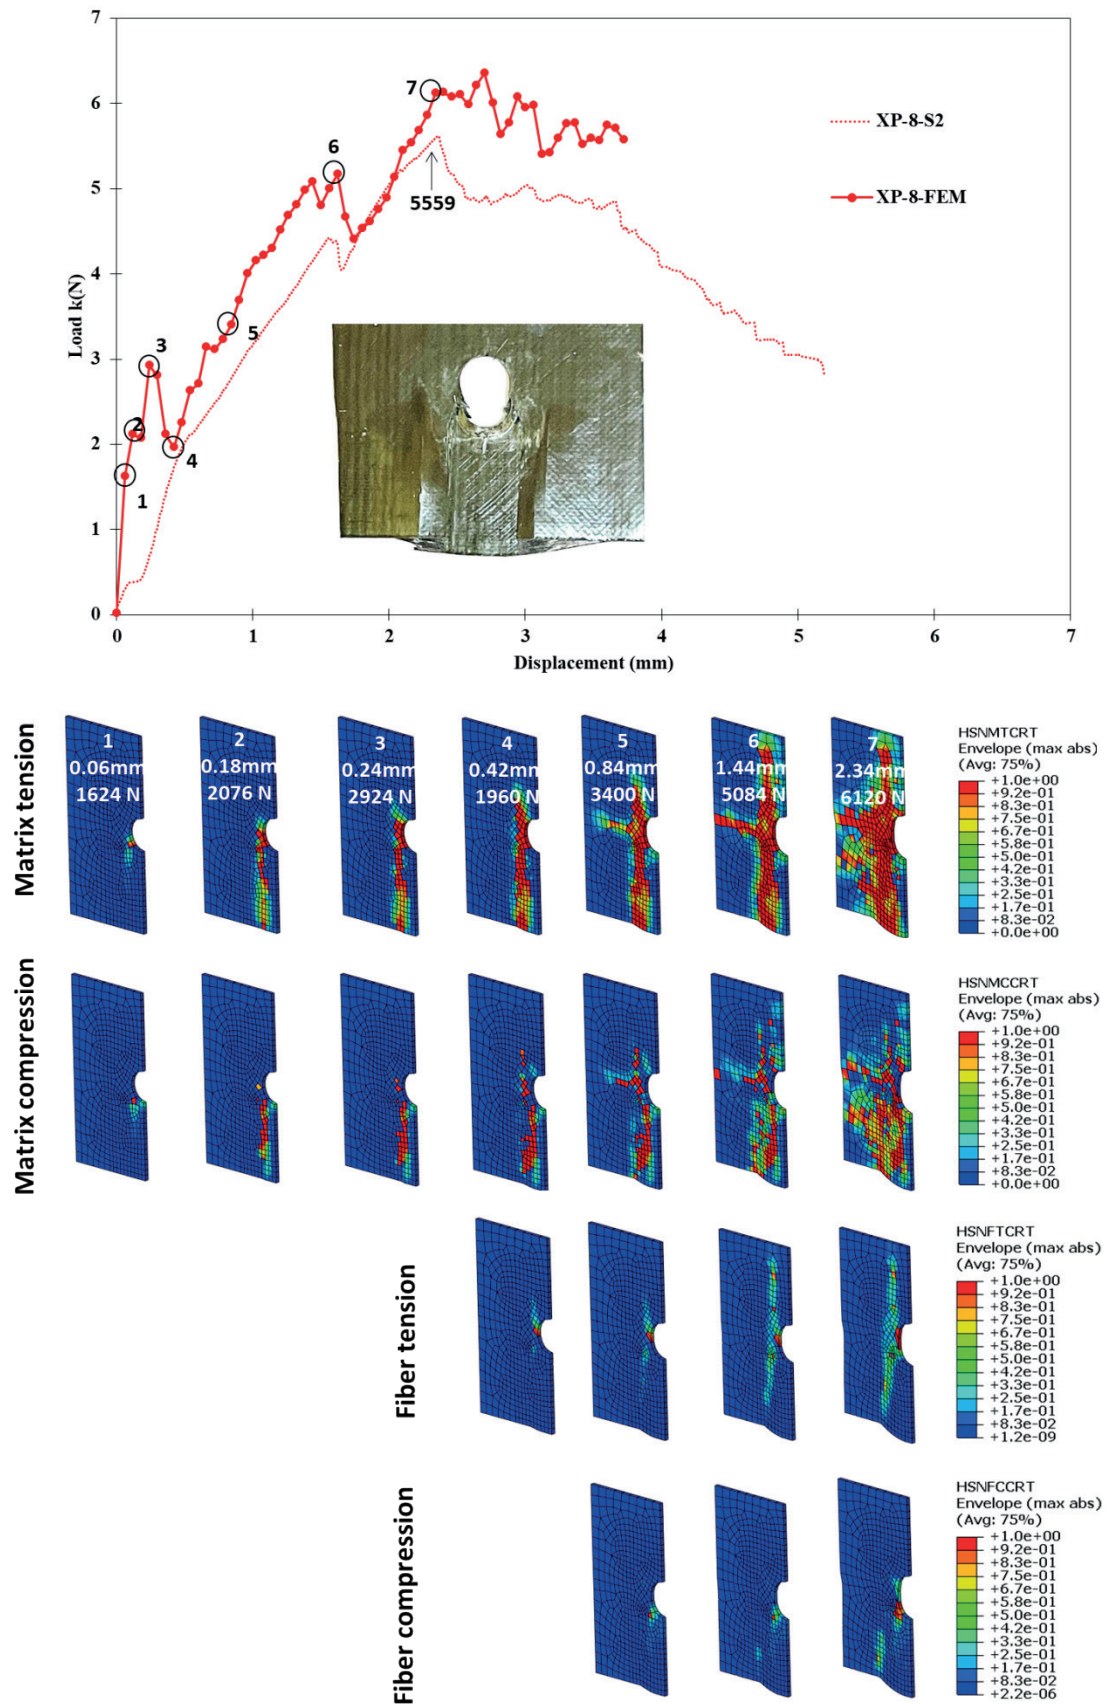 7
6
5
4
3
2
1
0
0
1
2
3
4
5
6
7
Load k(N)
Displacement (mm)
1
2
3
4
5
6
7
5559
XP-8-S2
XP-8-FEM
Matrix tension
1
0.06mm
1624 N
2
0.18mm
2076 N
3
0.24mm
2924 N
4
0.42mm
1960 N
5
0.84mm
3400 N
6
1.44mm
5084 N
7
2.34mm
6120 N
HSNMTCRT
Envelope (max abs)
(Avg: 75%)
+1.0e+00
+9.2e-01
+8.3e-01
+7.5e-01
+6.7e-01
+5.8e-01
+5.0e-01
+4.2e-01
+3.3e-01
+2.5e-01
+1.7e-01
+8.3e-02
+0.0e+00
Matrix compression
HSNMCCRT
Envelope (max abs)
(Avg: 75%)
+1.0e+00
+9.2e-01
+8.3e-01
+7.5e-01
+6.7e-01
+5.8e-01
+5.0e-01
+4.2e-01
+3.3e-01
+2.5e-01
+1.7e-01
+8.3e-02
+0.0e+00
Fiber tension
HSNFTCRT
Envelope (max abs)
(Avg: 75%)
+1.0e+00
+9.2e-01
+8.3e-01
+7.5e-01
+6.7e-01
+5.8e-01
+5.0e-01
+4.2e-01
+3.3e-01
+2.5e-01
+1.7e-01
+8.3e-02
+1.2e-09
Fiber compression
HSNFCCRT
Envelope (max abs)
(Avg: 75%)
+1.0e+00
+9.2e-01
+8.3e-01
+7.5e-01
+6.7e-01
+5.8e-01
+5.0e-01
+4.2e-01
+3.3e-01
+2.5e-01
+1.7e-01
+8.3e-02
+2.2e-06